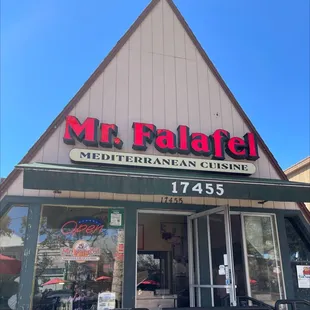 Mr. Falafel
MEDITERRANEAN CUISINE
17455
17455
Open